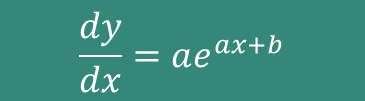 dy/dx = ae^{ax+b}